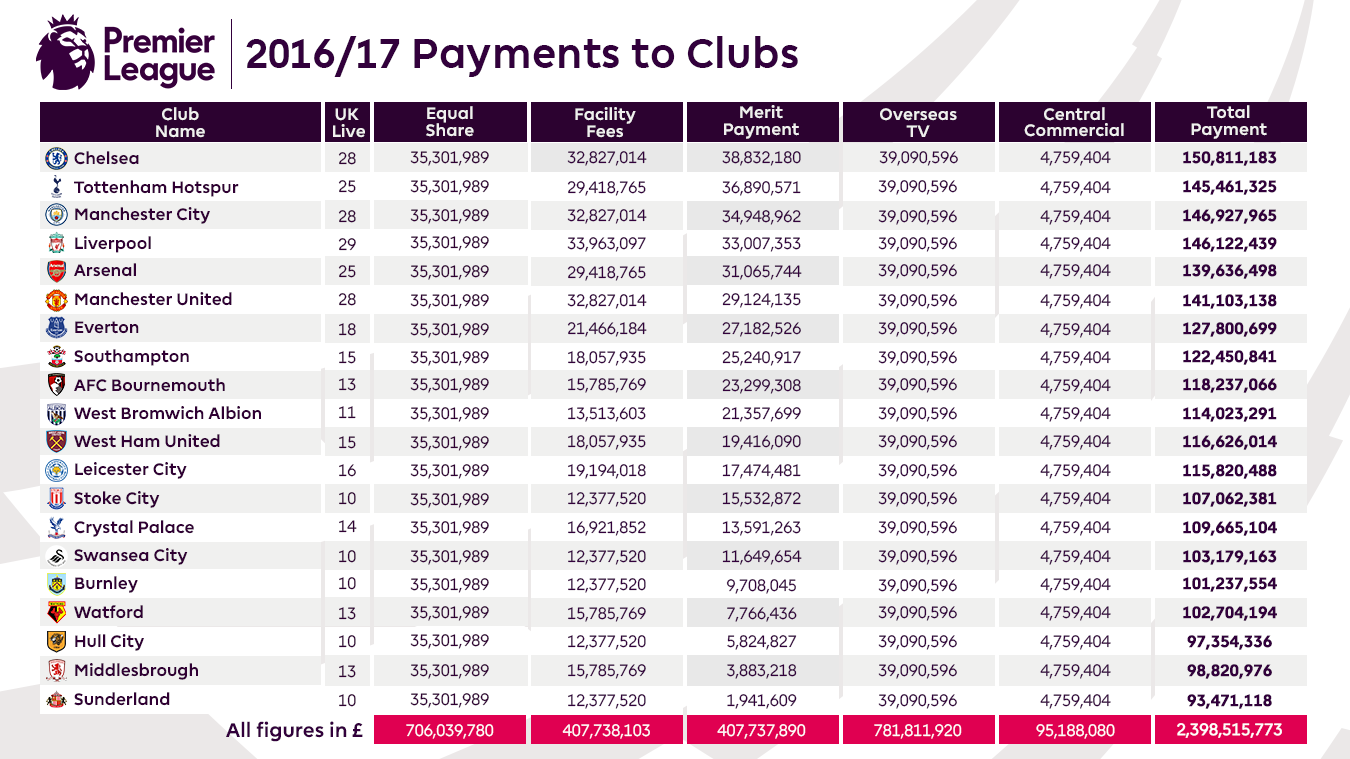 Premier League
2016/17 Payments to Clubs
Club Name UK Live Equal Share Facility Fees Merit Payment Overseas TV Central Commercial Total Payment
Chelsea 28 35,301,989 32,827,014 38,832,180 39,090,596 4,759,404 150,811,183
Tottenham Hotspur 25 35,301,989 29,418,765 36,890,571 39,090,596 4,759,404 145,461,325
Manchester City 28 35,301,989 32,827,014 34,948,962 39,090,596 4,759,404 146,927,965
Liverpool 29 35,301,989 33,963,097 33,007,353 39,090,596 4,759,404 146,122,439
Arsenal 25 35,301,989 29,418,765 31,065,744 39,090,596 4,759,404 139,636,498
Manchester United 28 35,301,989 32,827,014 29,124,135 39,090,596 4,759,404 141,103,138
Everton 18 35,301,989 21,466,184 27,182,526 39,090,596 4,759,404 127,800,699
Southampton 15 35,301,989 18,057,935 25,240,917 39,090,596 4,759,404 122,450,841
AFC Bournemouth 13 35,301,989 15,785,769 23,299,308 39,090,596 4,759,404 118,237,066
West Bromwich Albion 11 35,301,989 13,513,603 21,357,699 39,090,596 4,759,404 114,023,291
West Ham United 15 35,301,989 18,057,935 19,416,090 39,090,596 4,759,404 116,626,014
Leicester City 16 35,301,989 19,194,018 17,474,481 39,090,596 4,759,404 115,820,488
Stoke City 10 35,301,989 12,377,520 15,532,872 39,090,596 4,759,404 107,062,381
Crystal Palace 14 35,301,989 16,921,852 13,591,263 39,090,596 4,759,404 109,665,104
Swansea City 10 35,301,989 12,377,520 11,649,654 39,090,596 4,759,404 103,179,163
Burnley 10 35,301,989 12,377,520 9,708,045 39,090,596 4,759,404 101,237,554
Watford 13 35,301,989 15,785,769 7,766,436 39,090,596 4,759,404 102,704,194
Hull City 10 35,301,989 12,377,520 5,824,827 39,090,596 4,759,404 97,354,336
Middlesbrough 13 35,301,989 15,785,769 3,883,218 39,090,596 4,759,404 98,820,976
Sunderland 10 35,301,989 12,377,520 1,941,609 39,090,596 4,759,404 93,471,118
All figures in £ 706,039,780 407,738,103 407,737,890 781,811,920 95,188,080 2,398,515,773